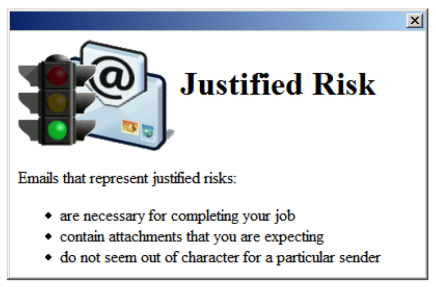 @
Justified Risk
Emails that represent justified risks:
• are necessary for completing your job
• contain attachments that you are expecting
• do not seem out of character for a particular sender